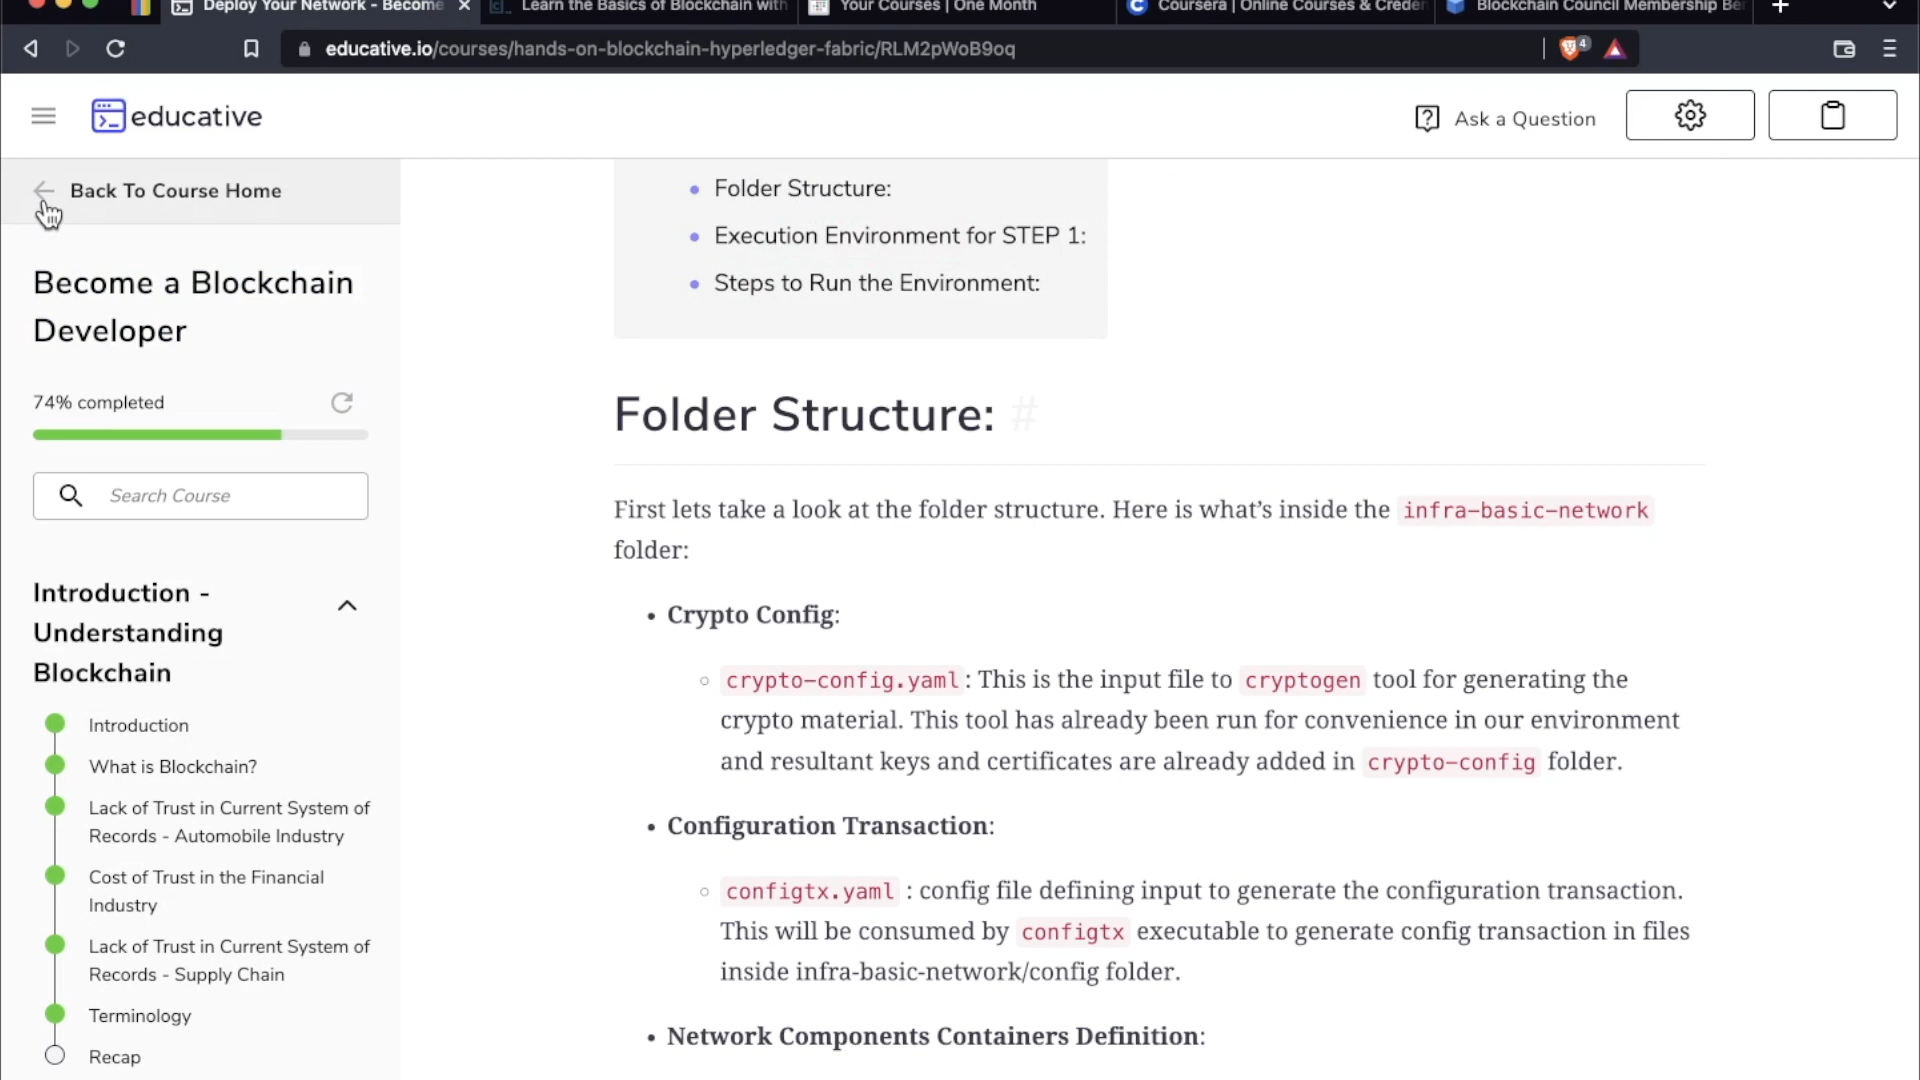 Deploy Your Network - Become
Learn the Basics of Blockchain with
Your Courses | One Month
Coursera | Online Courses & Creden
Blockchain Council Membership Be
educative.io/courses/hands-on-blockchain-hyperledger-fabric/RLM2pWoB9oq
4
educative
Ask a Question
Back To Course Home
Become a Blockchain
Developer
74% completed
Search Course
Introduction -
Understanding
Blockchain
Introduction
What is Blockchain?
Lack of Trust in Current System of
Records - Automobile Industry
Cost of Trust in the Financial
Industry
Lack of Trust in Current System of
Records - Supply Chain
Terminology
Recap
Folder Structure:
Execution Environment for STEP 1:
Steps to Run the Environment:
Folder Structure: #
First lets take a look at the folder structure. Here is what’s inside the infra-basic-network
folder:
• Crypto Config:
crypto-config.yaml: This is the input file to cryptogen tool for generating the
crypto material. This tool has already been run for convenience in our environment
and resultant keys and certificates are already added in crypto-config folder.
• Configuration Transaction:
configtx.yaml : config file defining input to generate the configuration transaction.
This will be consumed by configtx executable to generate config transaction in files
inside infra-basic-network/config folder.
• Network Components Containers Definition: